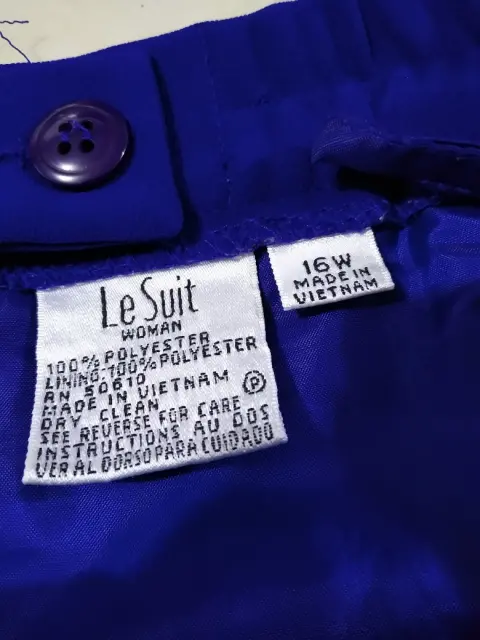 Le Suit
WOMAN
100% POLYESTER
LINING-100% POLYESTER
RN 50610
MADE IN VIETNAM
DRY CLEAN
P
SEE REVERSE FOR CARE
INSTRUCTIONS AU DOS
VER AL DORSO PARA CUIDADO
16W
MADE IN
VIETNAM